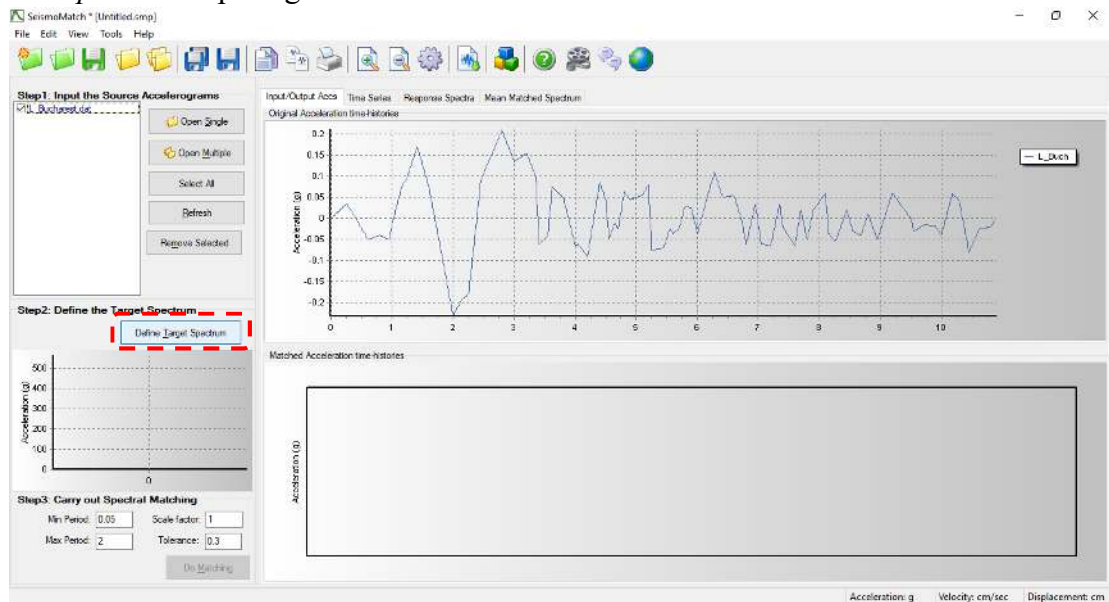 SeismoMatch * [Untitled.smp]
File Edit View Tools Help
Step1: Input the Source Accelerograms
L_Bucharest.dat
Open Single
Open Multiple
Select All
Refresh
Remove Selected
Step2: Define the Target Spectrum
Define Target Spectrum
500
400
300
200
100
0
Acceleration (g)
0
Step3: Carry out Spectral Matching
Min Period: 0.05 Scale factor: 1
Max Period: 2 Tolerance: 0.3
Do Matching
Input/Output Accs Time Series Response Spectra Mean Matched Spectrum
Original Acceleration time-histories
0.2
0.15
0.1
0.05
0
-0.05
-0.1
-0.15
-0.2
Acceleration (g)
0 1 2 3 4 5 6 7 8 9 10
L_Buch
Matched Acceleration time-histories
Acceleration (g)
Acceleration: g Velocity: cm/sec Displacement: cm